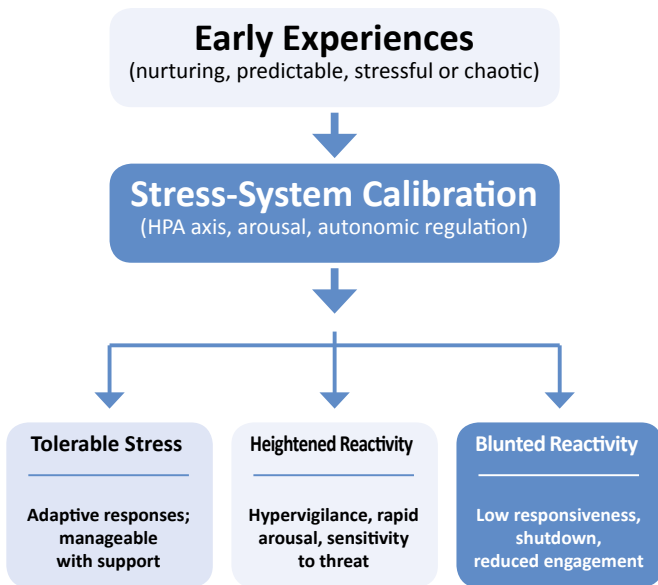 Early Experiences
(nurturing, predictable, stressful or chaotic)
Stress-System Calibration
(HPA axis, arousal, autonomic regulation)
Tolerable Stress
Adaptive responses;
manageable
with support
Heightened Reactivity
Hypervigilance, rapid
arousal, sensitivity
to threat
Blunted Reactivity
Low responsiveness,
shutdown,
reduced engagement